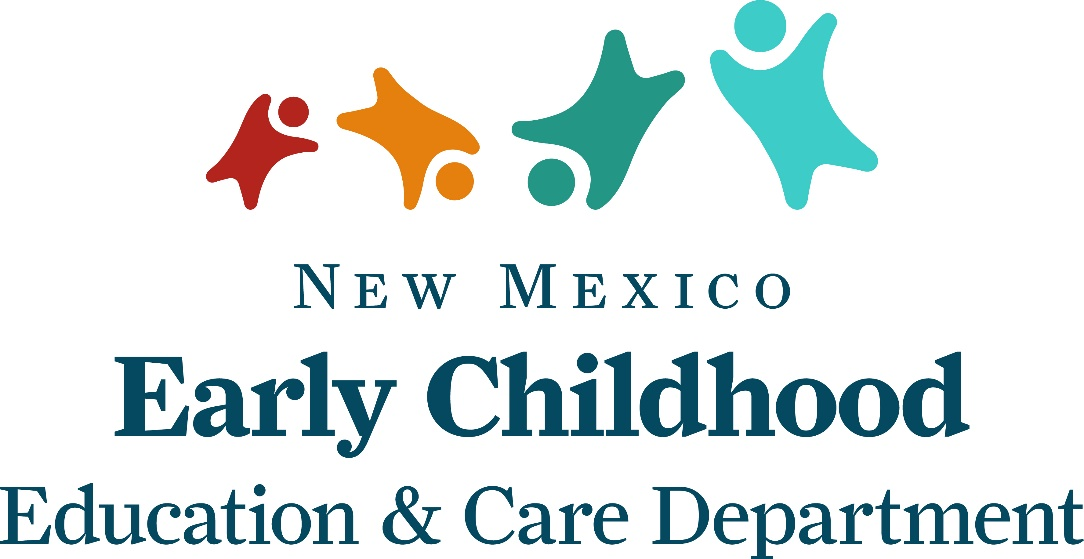 New Mexico
Early Childhood
Education & Care Department